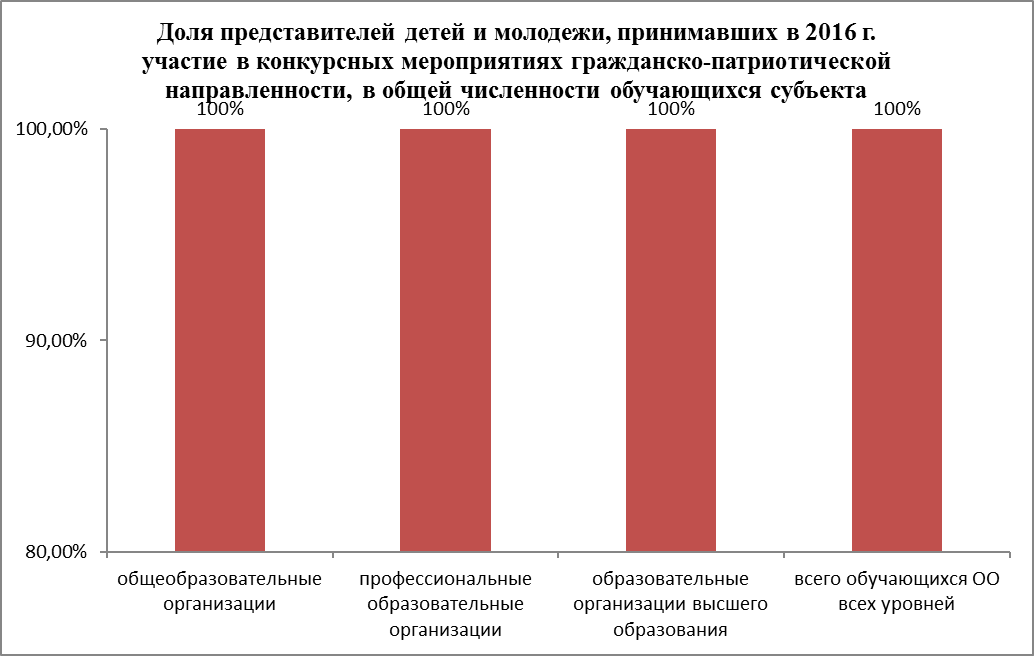 Доля представителей детей и молодежи, принимавших в 2016 г.
участие в конкурсных мероприятиях гражданско-патриотической
направленности, в общей численности обучающихся субъекта
100% 100% 100% 100%
100,00%
90,00%
80,00%
общеобразовательные
организации
профессиональные
образовательные
организации
образовательные
организации высшего
образования
всего обучающихся ОО
всех уровней